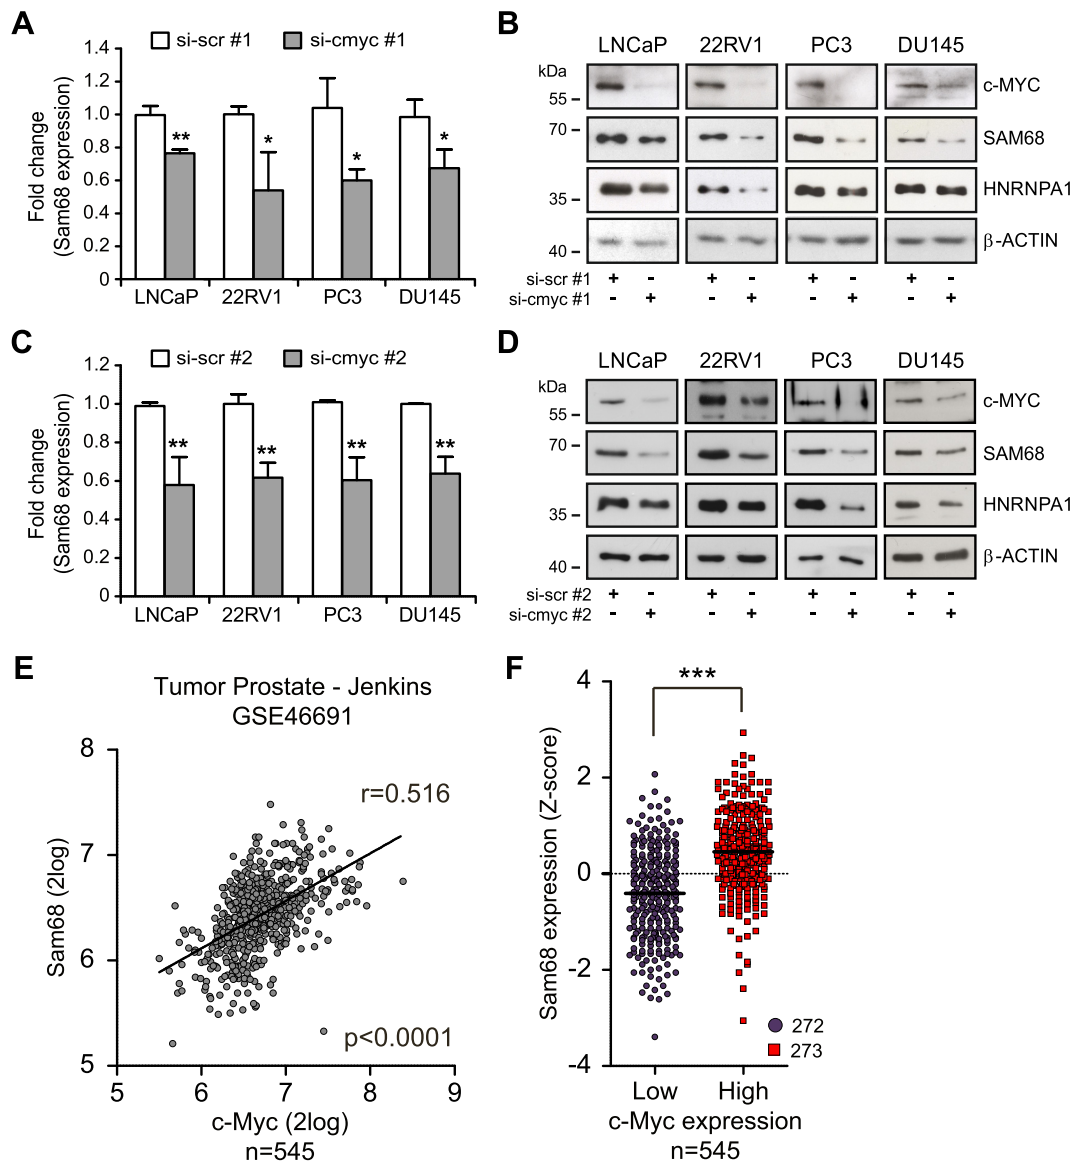 A
si-scr #1 si-cmyc #1
Fold change
(Sam68 expression)
1.4
1.2
1.0
0.8
0.6
0.4
0.2
0
** * * *
LNCaP 22RV1 PC3 DU145
B
LNCaP 22RV1 PC3 DU145
kDa
c-MYC
55
70
SAM68
HNRNPA1
35
β-ACTIN
40
si-scr #1 + - + - + - + -
si-cmyc #1 - + - + - + - +
C
si-scr #2 si-cmyc #2
Fold change
(Sam68 expression)
1.2
1.0
0.8
0.6
0.4
0.2
0
** ** ** **
LNCaP 22RV1 PC3 DU145
D
LNCaP 22RV1 PC3 DU145
kDa
c-MYC
55
70
SAM68
HNRNPA1
35
β-ACTIN
40
si-scr #2 + - + - + - + -
si-cmyc #2 - + - + - + - +
E
Tumor Prostate - Jenkins
GSE46691
Sam68 (2log)
8
7
6
5
r=0.516
p<0.0001
5 6 7 8 9
c-Myc (2log)
n=545
F
Sam68 expression (Z-score)
4
2
0
-2
-4
***
272
273
Low High
c-Myc expression
n=545